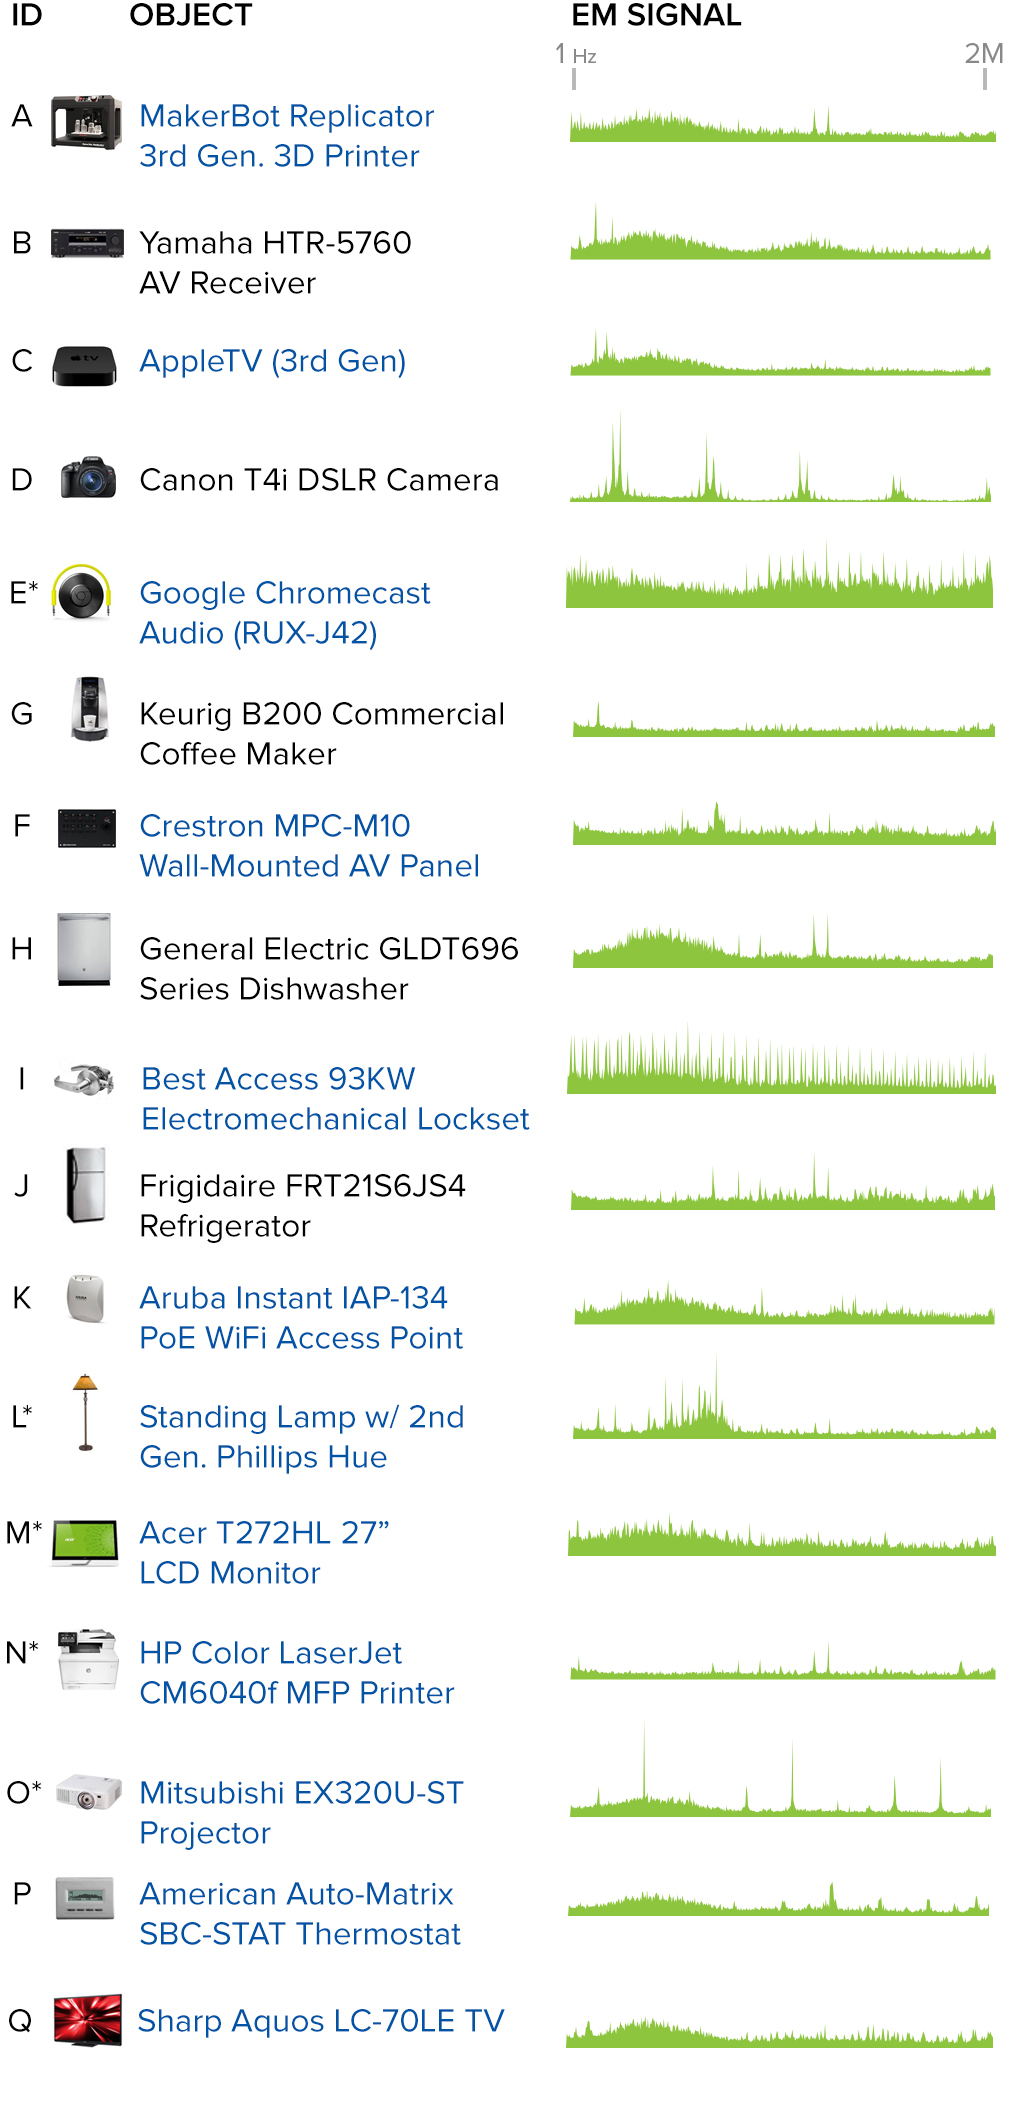 ID OBJECT EM SIGNAL
1 Hz 2M
A MakerBot Replicator
3rd Gen. 3D Printer
B Yamaha HTR-5760
AV Receiver
C AppleTV (3rd Gen)
tv
D Canon T4i DSLR Camera
E* Google Chromecast
Audio (RUX-J42)
G Keurig B200 Commercial
Coffee Maker
F Crestron MPC-M10
Wall-Mounted AV Panel
H General Electric GLDT696
Series Dishwasher
I Best Access 93KW
Electromechanical Lockset
J Frigidaire FRT21S6JS4
Refrigerator
K Aruba Instant IAP-134
PoE WiFi Access Point
L* Standing Lamp w/ 2nd
Gen. Phillips Hue
M* Acer T272HL 27”
LCD Monitor
N* HP Color LaserJet
CM6040f MFP Printer
O* Mitsubishi EX320U-ST
Projector
P American Auto-Matrix
SBC-STAT Thermostat
Q Sharp Aquos LC-70LE TV